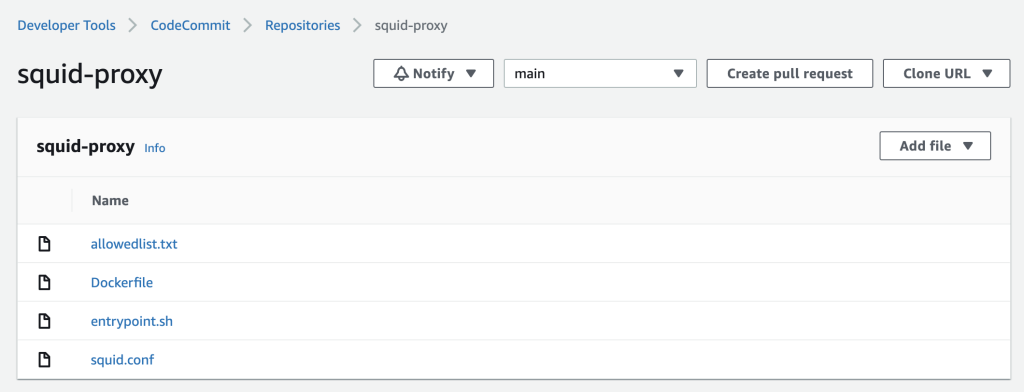 Developer Tools > CodeCommit > Repositories > squid-proxy
squid-proxy
Notify main Create pull request Clone URL
squid-proxy Info Add file
Name
allowedlist.txt
Dockerfile
entrypoint.sh
squid.conf